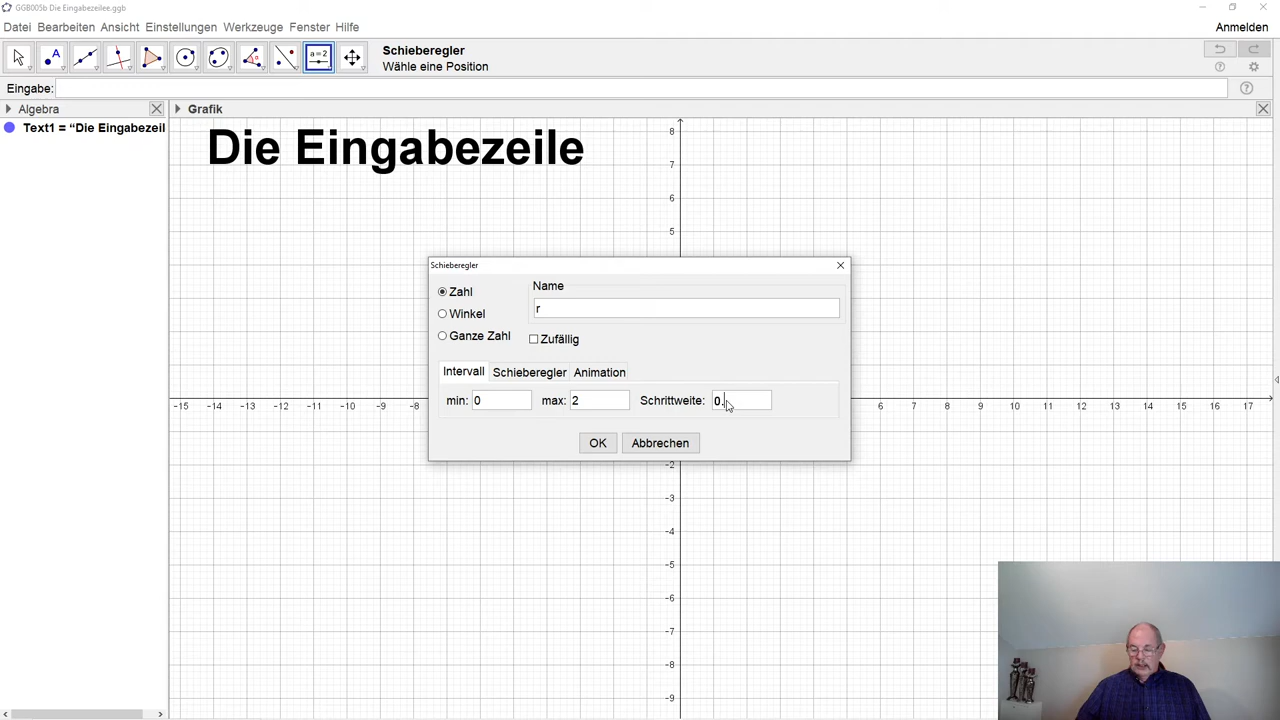 GGB005b Die Eingabezeilee.ggb
Datei Bearbeiten Ansicht Einstellungen Werkzeuge Fenster Hilfe
Anmelden
A
a=2
Schieberegler
Wähle eine Position
Eingabe:
Algebra
Grafik
Text1 = “Die Eingabezeil
Die Eingabezeile
8
7
6
5
Schieberegler
Zahl
Name
r
Winkel
Ganze Zahl
Zufällig
Intervall Schieberegler Animation
min: 0 max: 2 Schrittweite: 0.
OK Abbrechen
-15 -14 -13 -12 -11 -10 -9 -8 6 7 8 9 10 11 12 13 14 15 16 17
-2
-3
-4
-5
-6
-7
-8
-9